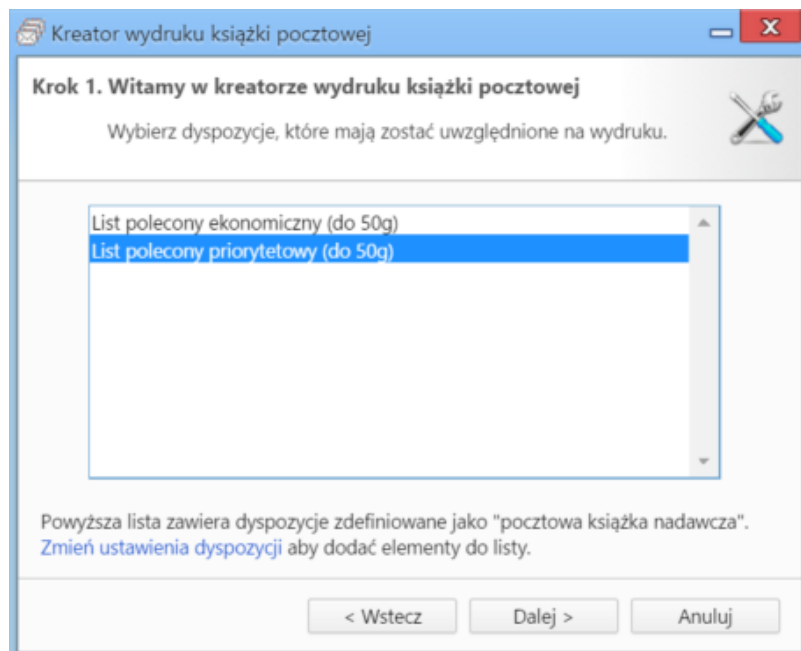 Kreator wydruku książki pocztowej
Krok 1. Witamy w kreatorze wydruku książki pocztowej
Wybierz dyspozycje, które mają zostać uwzględnione na wydruku.
List polecony ekonomiczny (do 50g)
List polecony priorytetowy (do 50g)
Powyższa lista zawiera dyspozycje zdefiniowane jako "pocztowa książka nadawcza".
Zmień ustawienia dyspozycji aby dodać elementy do listy.
< Wstecz Dalej > Anuluj